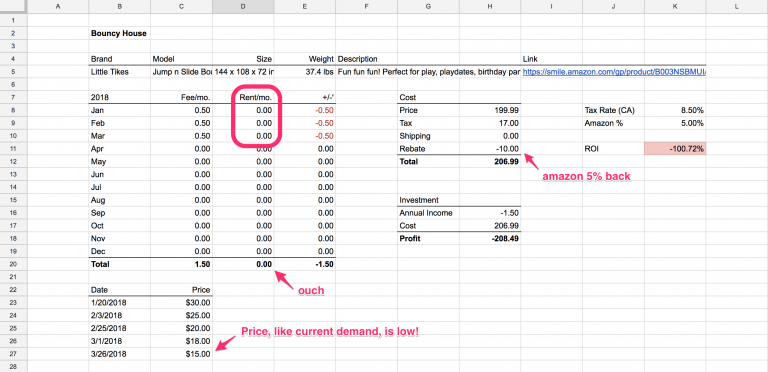 A B C D E F G H I J K L
1
2 Bouncy House
3
4 Brand Model Size Weight Description Link
5 Little Tikes Jump n Slide Bou 144 x 108 x 72 in 37.4 lbs Fun fun fun! Perfect for play, playdates, birthday par https://smile.amazon.com/gp/product/B003NSBMUI/
6
7 2018 Fee/mo. Rent/mo. +/-' Cost
8 Jan 0.50 0.00 -0.50 Price 199.99 Tax Rate (CA) 8.50%
9 Feb 0.50 0.00 -0.50 Tax 17.00 Amazon % 5.00%
10 Mar 0.50 0.00 -0.50 Shipping 0.00
11 Apr 0.00 0.00 0.00 Rebate -10.00 ROI -100.72%
12 May 0.00 0.00 0.00 Total 206.99
13 Jun 0.00 0.00 0.00 amazon 5% back
14 Jul 0.00 0.00 0.00
15 Aug 0.00 0.00 0.00 Investment
16 Sep 0.00 0.00 0.00 Annual Income -1.50
17 Oct 0.00 0.00 0.00 Cost 206.99
18 Nov 0.00 0.00 0.00 Profit -208.49
19 Dec 0.00 0.00 0.00
20 Total 1.50 0.00 -1.50
21
22 Date Price ouch
23 1/20/2018 $30.00
24 2/3/2018 $25.00
25 2/25/2018 $20.00 Price, like current demand, is low!
26 3/1/2018 $18.00
27 3/26/2018 $15.00
28